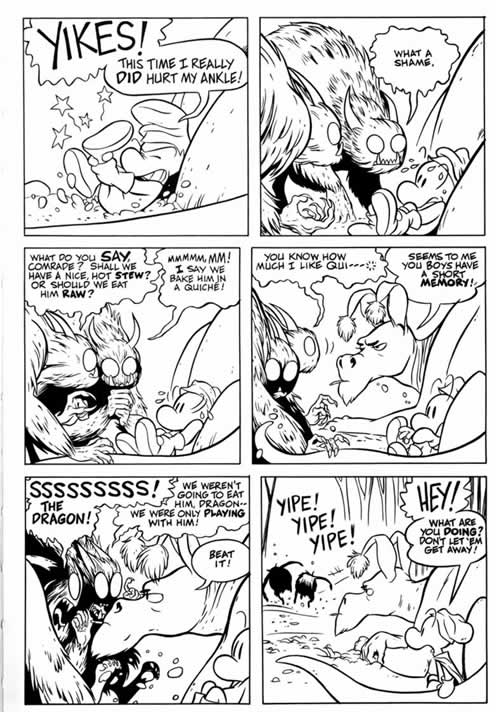 YIKES!
THIS TIME I REALLY
DID HURT MY ANKLE!
WHAT A
SHAME.
WHAT DO YOU SAY,
COMRADE? SHALL WE
HAVE A NICE, HOT STEW?
OR SHOULD WE EAT
HIM RAW?
MMMMM, MM!
I SAY WE
BAKE HIM IN
A QUICHE!
YOU KNOW HOW
MUCH I LIKE QUI----
SEEMS TO ME
YOU BOYS HAVE
A SHORT
MEMORY!
SSSSSSSSS!
THE
DRAGON!
WE WEREN'T
GOING TO EAT
HIM, DRAGON--
WE WERE ONLY PLAYING
WITH HIM!
BEAT
IT!
YIPE!
YIPE!
YIPE!
HEY!
WHAT ARE
YOU DOING?
DON'T LET 'EM
GET AWAY!